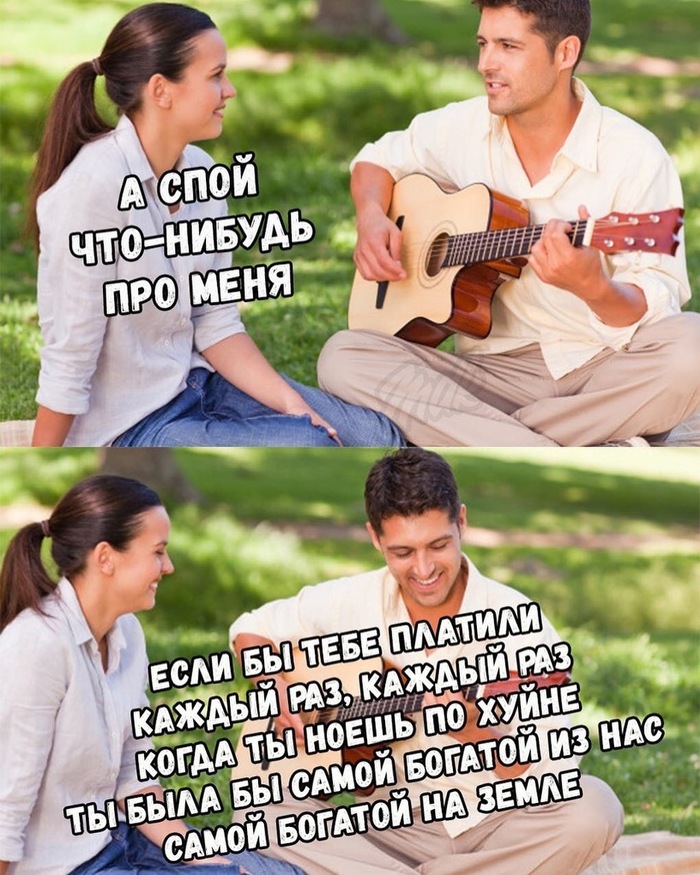 А СПОЙ
ЧТО-НИБУДЬ
ПРО МЕНЯ
ЕСЛИ БЫ ТЕБЕ ПЛАТИЛИ
КАЖДЫЙ РАЗ, КАЖДЫЙ РАЗ
КОГДА ТЫ НОЕШЬ ПО ХУЙНЕ
ТЫ БЫЛА БЫ САМОЙ БОГАТОЙ ИЗ НАС
САМОЙ БОГАТОЙ НА ЗЕМЛЕ